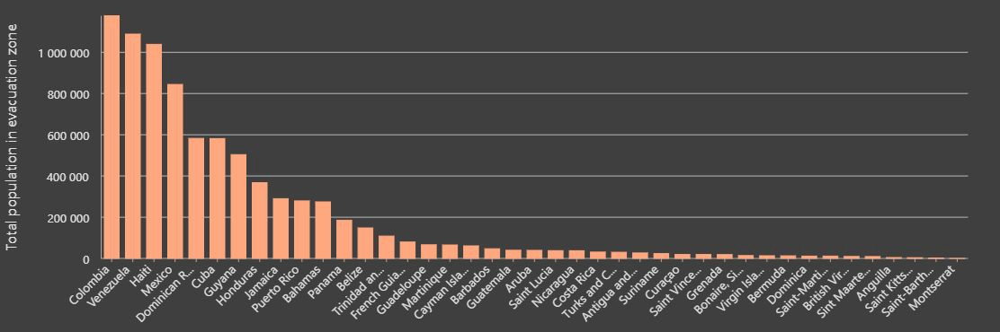 Total population in evacuation zone
1 000 000
800 000
600 000
400 000
200 000
0
Colombia
Venezuela
Haiti
Mexico
Dominican R...
Cuba
Guyana
Honduras
Jamaica
Puerto Rico
Bahamas
Panama
Belize
Trinidad an...
French Guia...
Guadeloupe
Martinique
Cayman Isla...
Barbados
Guatemala
Aruba
Saint Lucia
Nicaragua
Costa Rica
Turks and C...
Antigua and...
Suriname
Curaçao
Saint Vince...
Grenada
Bonaire, Si...
Virgin Isla...
Bermuda
Dominica
Saint-Marti...
British Vir...
Sint Maarte...
Anguilla
Saint Kitts...
Saint-Barth...
Montserrat